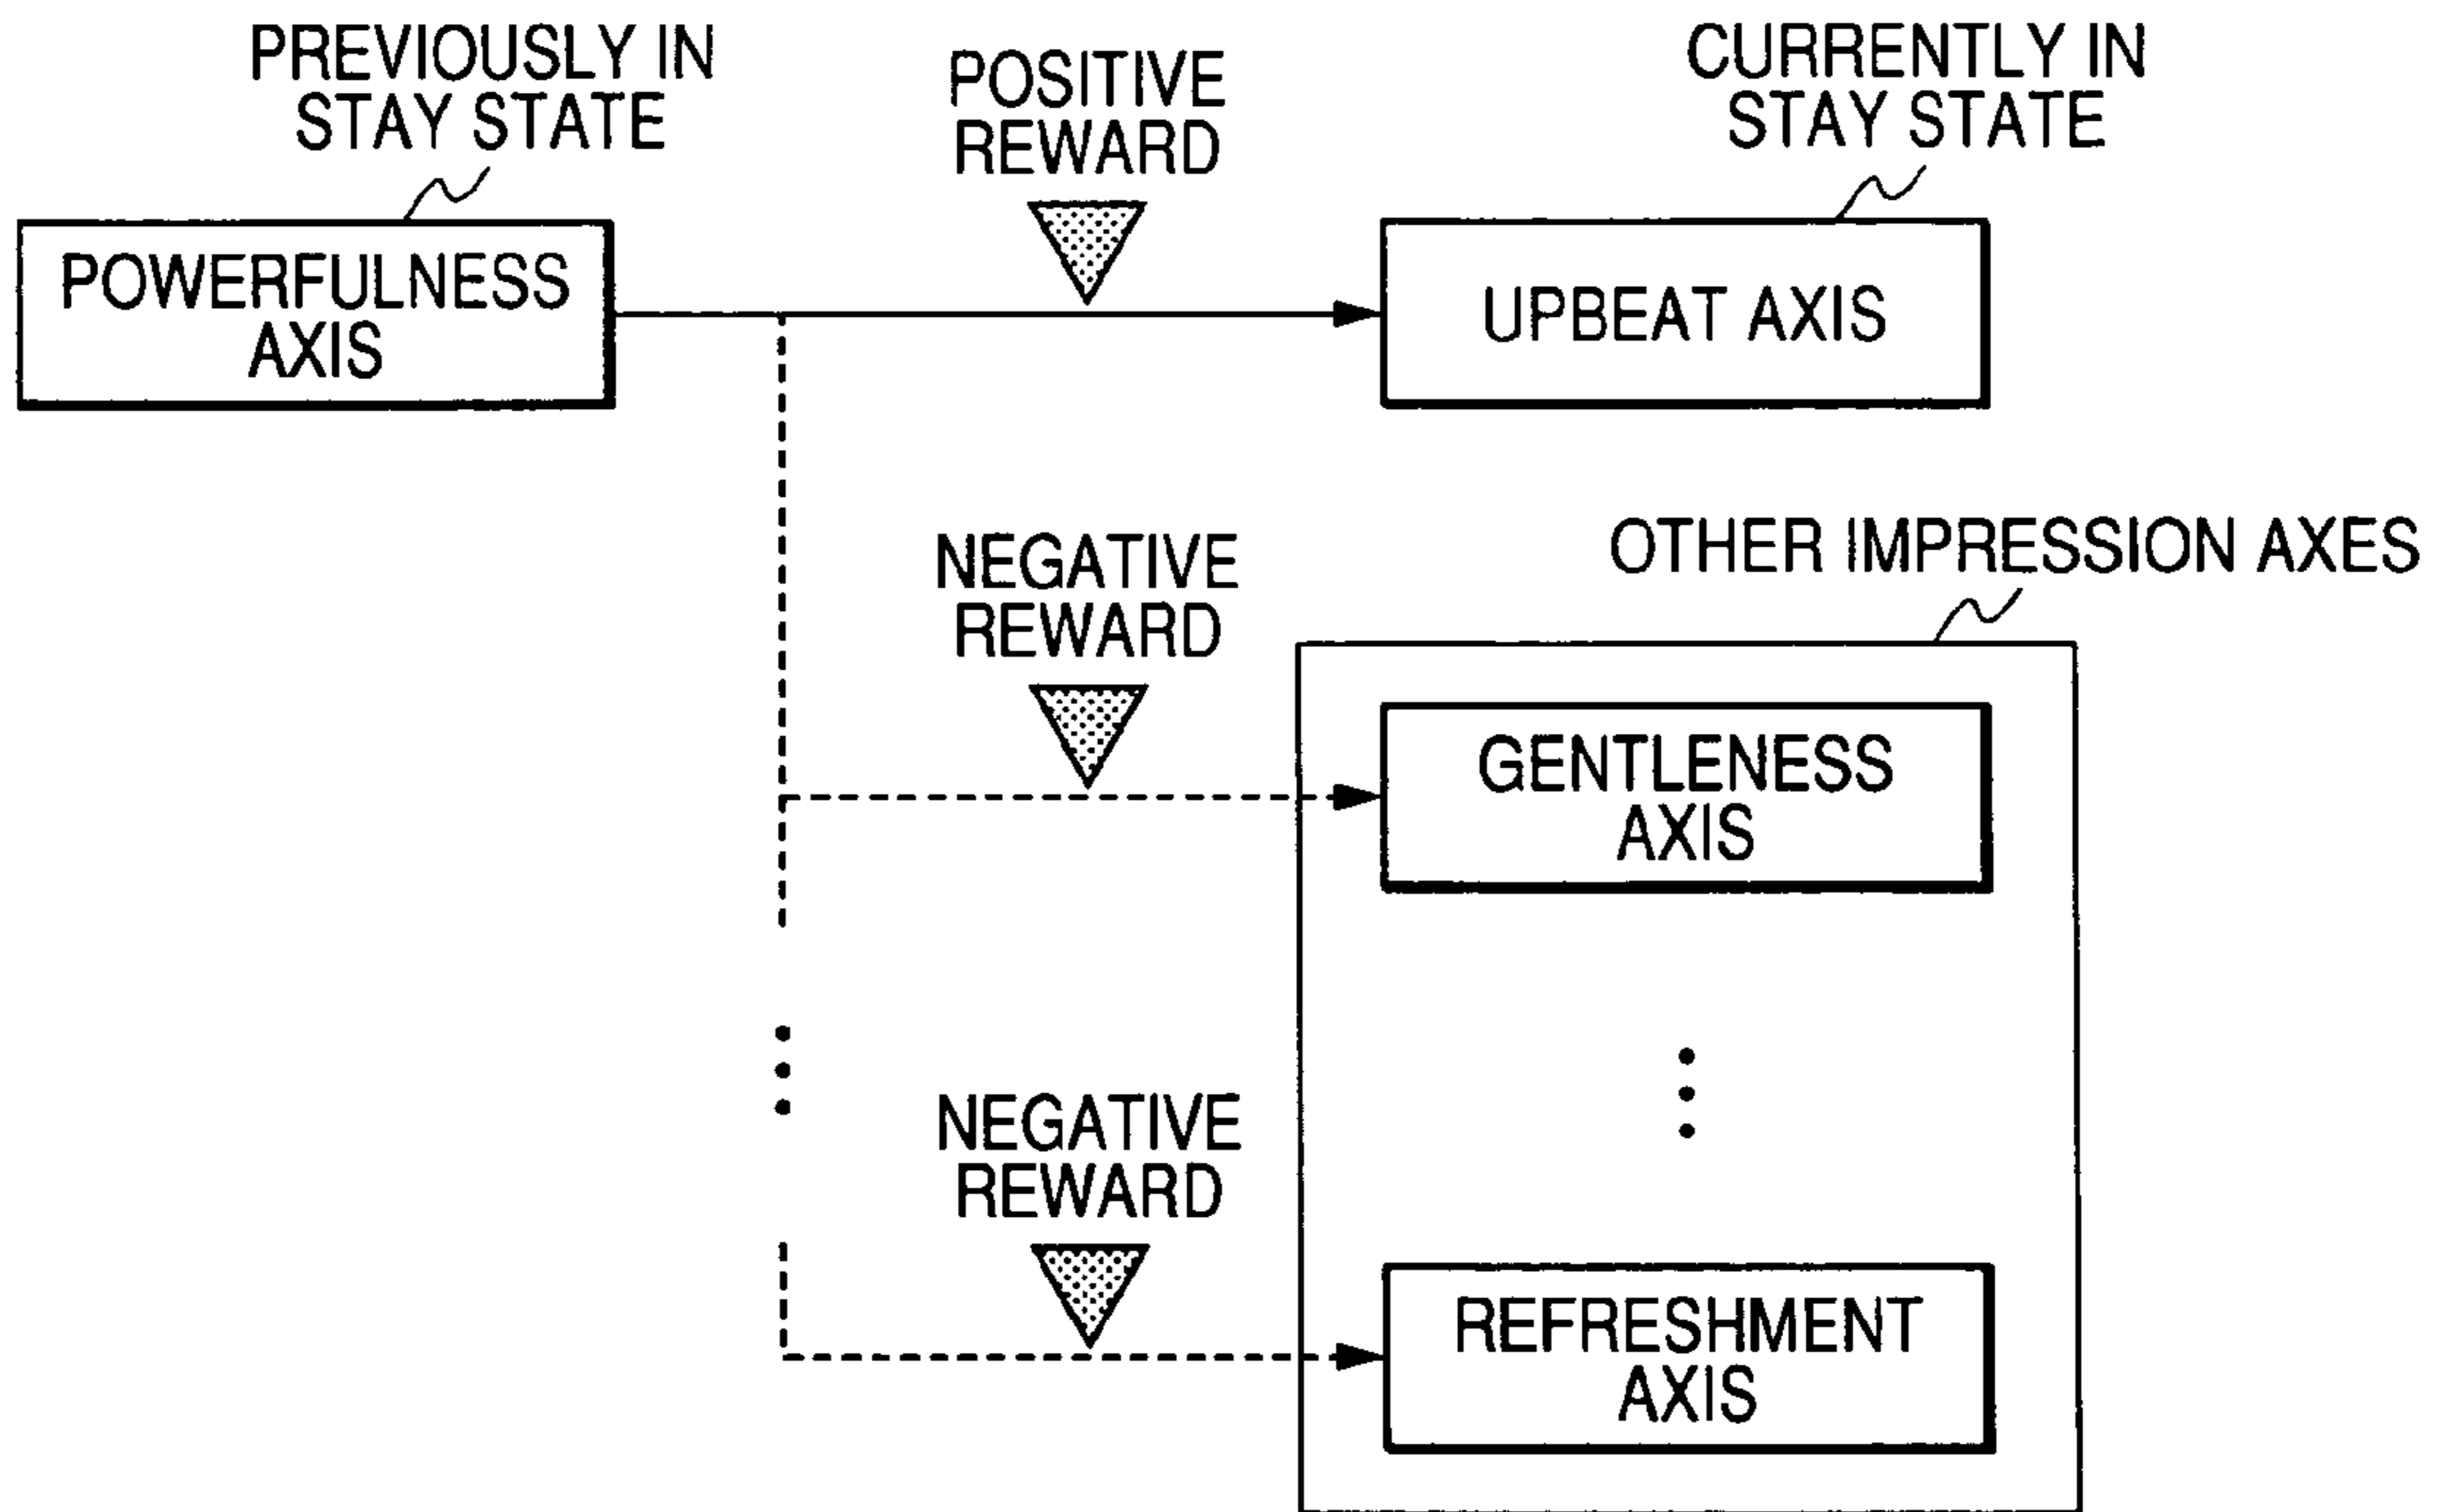 PREVIOUSLY IN
STAY STATE
POSITIVE
REWARD
CURRENTLY IN
STAY STATE
POWERFULNESS
AXIS
UPBEAT AXIS
NEGATIVE
REWARD
OTHER IMPRESSION AXES
GENTLENESS
AXIS
NEGATIVE
REWARD
REFRESHMENT
AXIS